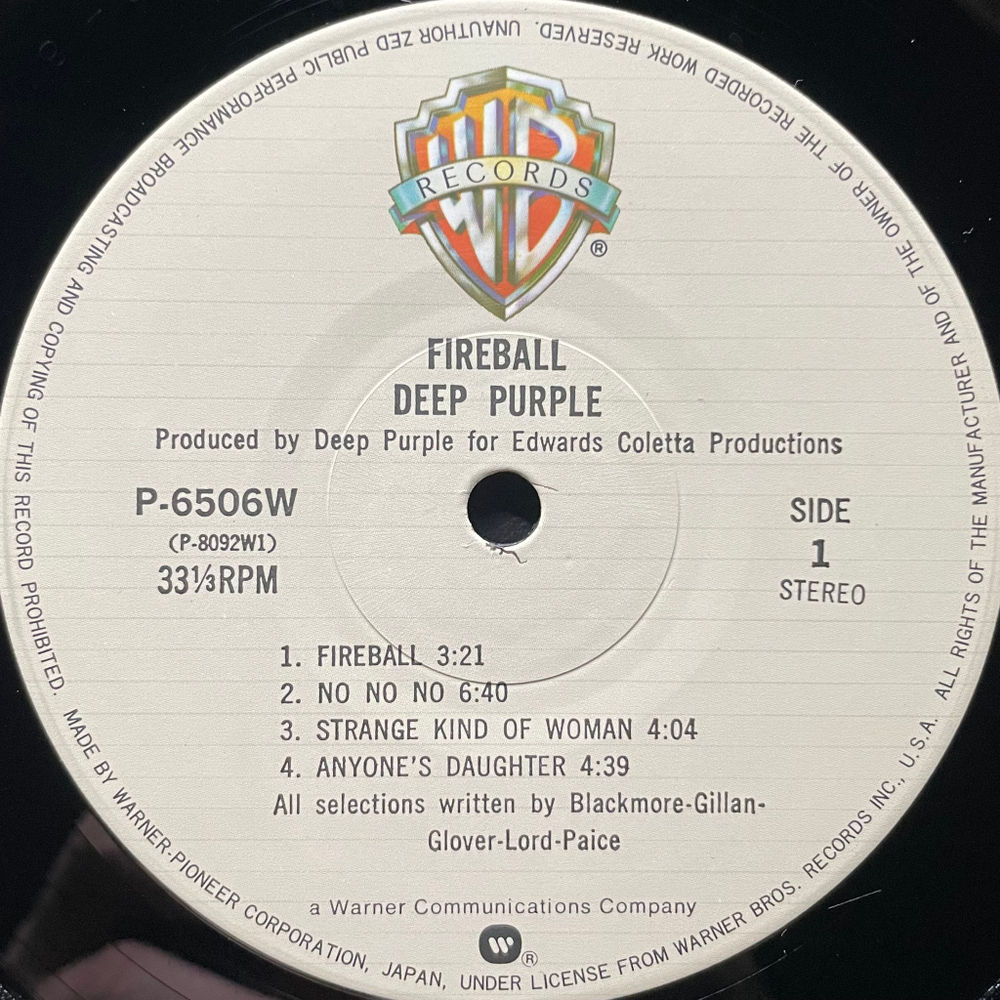 WB
RECORDS
®
FIREBALL
DEEP PURPLE
Produced by Deep Purple for Edwards Coletta Productions
P-6506W
(P-8092W1)
33⅓RPM
SIDE
1
STEREO
1. FIREBALL 3:21
2. NO NO NO 6:40
3. STRANGE KIND OF WOMAN 4:04
4. ANYONE'S DAUGHTER 4:39
All selections written by Blackmore-Gillan-
Glover-Lord-Paice
a Warner Communications Company
W®
MADE BY WARNER-PIONEER CORPORATION, JAPAN, UNDER LICENSE FROM WARNER BROS. RECORDS INC., U.S.A. ALL RIGHTS OF THE MANUFACTURER AND OF THE OWNER OF THE RECORDED WORK RESERVED. UNAUTHOR ZED PUBLIC PERFORMANCE BROADCASTING AND COPYING OF THIS RECORD PROHIBITED.